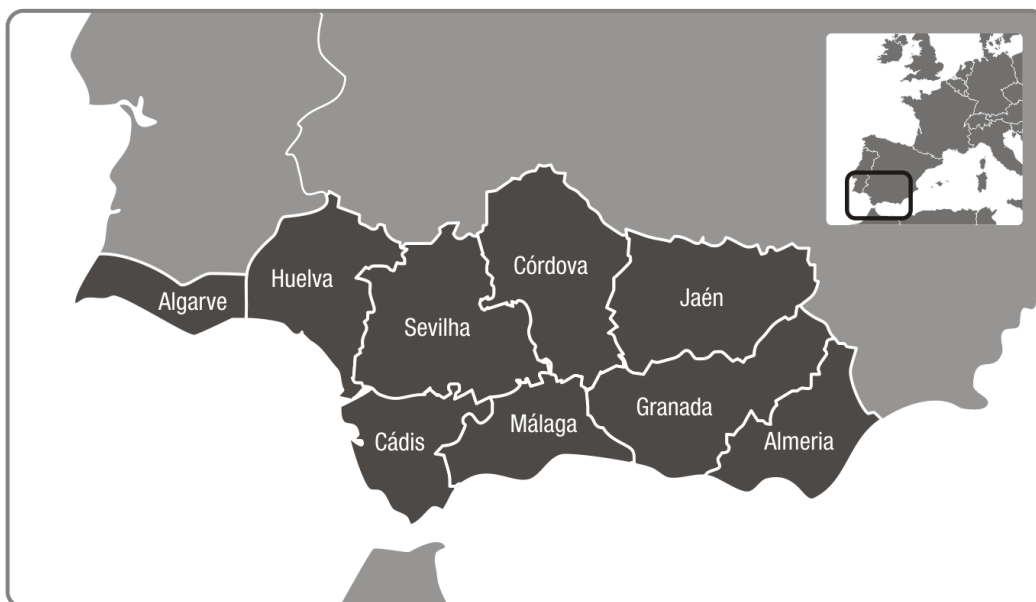 Algarve
Huelva
Sevilha
Córdova
Jaén
Cádis
Málaga
Granada
Almeria